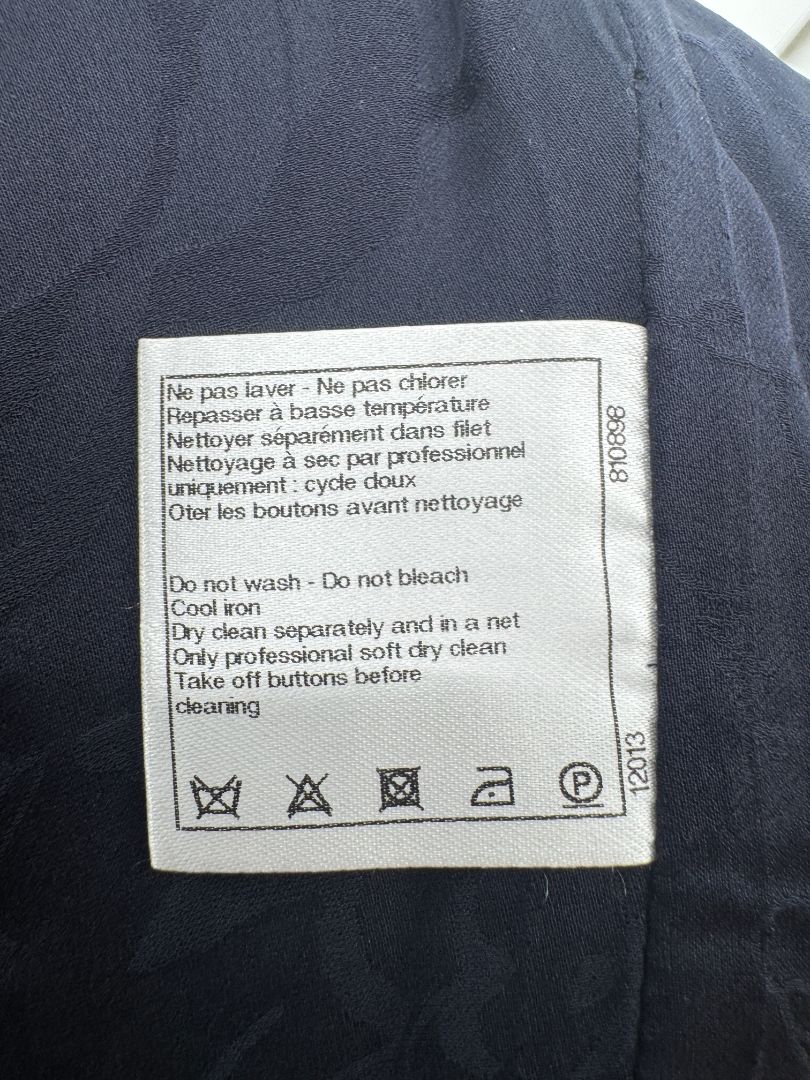 Ne pas laver - Ne pas chlorer
Repasser à basse température
Nettoyer séparément dans filet
Nettoyage à sec par professionnel
uniquement : cycle doux
Oter les boutons avant nettoyage
Do not wash - Do not bleach
Cool iron
Dry clean separately and in a net
Only professional soft dry clean
Take off buttons before
cleaning
P
810898
12013